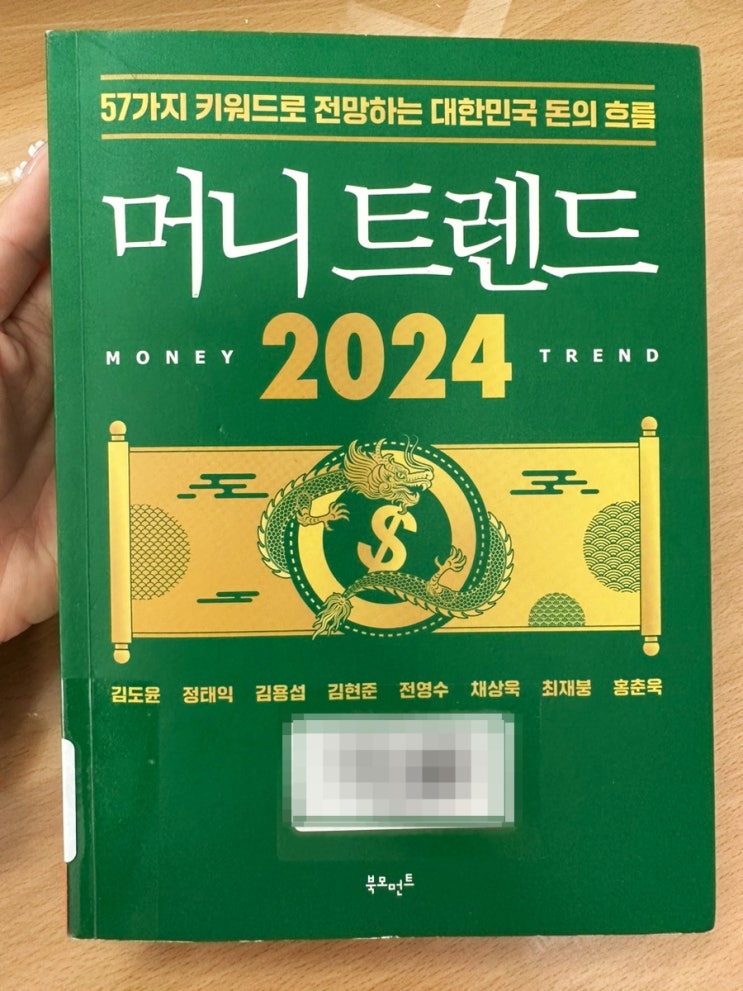 57가지 키워드로 전망하는 대한민국 돈의 흐름
머니 트렌드
MONEY 2024 TREND
$
김도윤 정태익 김용섭 김현준 전영수 채상욱 최재붕 홍춘욱
북모먼트